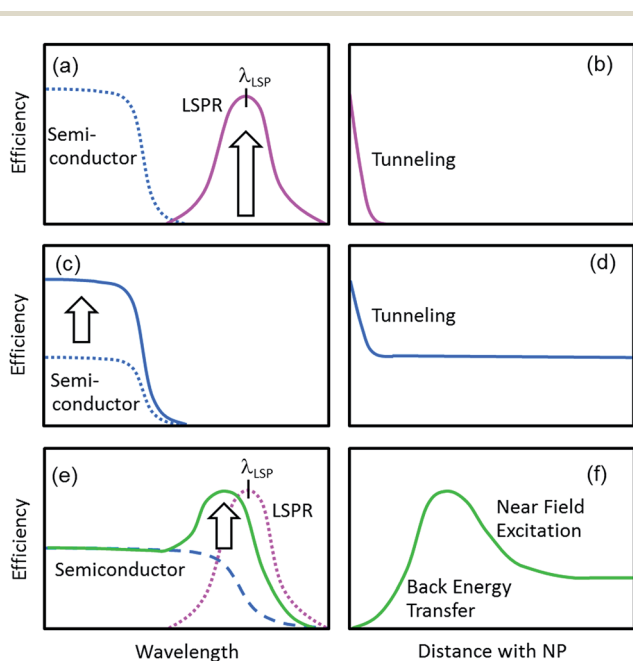 (a)
λLSP
LSPR
Semi-
conductor
Efficiency
(b)
Tunneling
(c)
Semi-
conductor
Efficiency
(d)
Tunneling
(e)
λLSP
LSPR
Semiconductor
Efficiency
Wavelength
(f)
Near Field
Excitation
Back Energy
Transfer
Distance with NP